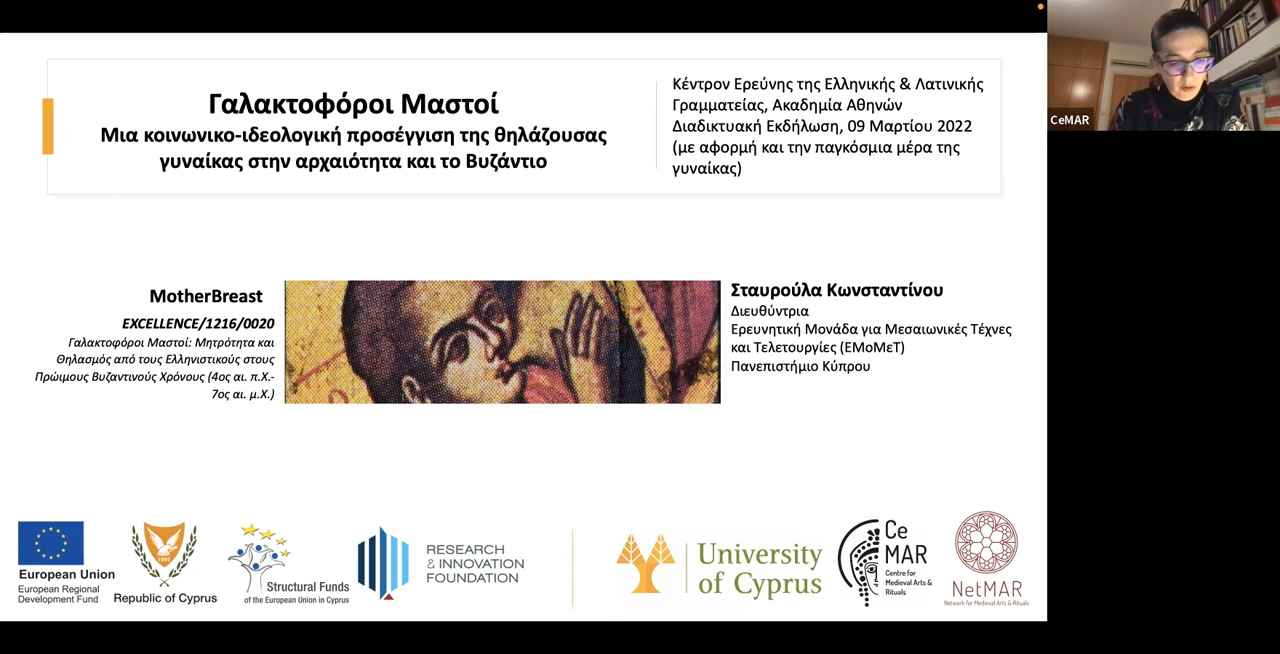 Γαλακτοφόροι Μαστοί
Μια κοινωνικο-ιδεολογική προσέγγιση της θηλάζουσας
γυναίκας στην αρχαιότητα και το Βυζάντιο
Κέντρον Ερεύνης της Ελληνικής & Λατινικής
Γραμματείας, Ακαδημία Αθηνών
Διαδικτυακή Εκδήλωση, 09 Μαρτίου 2022
(με αφορμή και την παγκόσμια μέρα της
γυναίκας)
CeMAR
MotherBreast
EXCELLENCE/1216/0020
Γαλακτοφόροι Μαστοί: Μητρότητα και
Θηλασμός από τους Ελληνιστικούς στους
Πρώιμους Βυζαντινούς Χρόνους (4ος αι. π.Χ.-
7ος αι. μ.Χ.)
Σταυρούλα Κωνσταντίνου
Διευθύντρια
Ερευνητική Μονάδα για Μεσαιωνικές Τέχνες
και Τελετουργίες (ΕΜοΜεΤ)
Πανεπιστήμιο Κύπρου
European Union
European Regional
Development Fund
1960
Republic of Cyprus
Structural Funds
of the European Union in Cyprus
RESEARCH
& INNOVATION
FOUNDATION
University
of Cyprus
Ce
MAR
Centre for
Medieval Arts &
Rituals
NetMAR
Network for Medieval Arts & Rituals